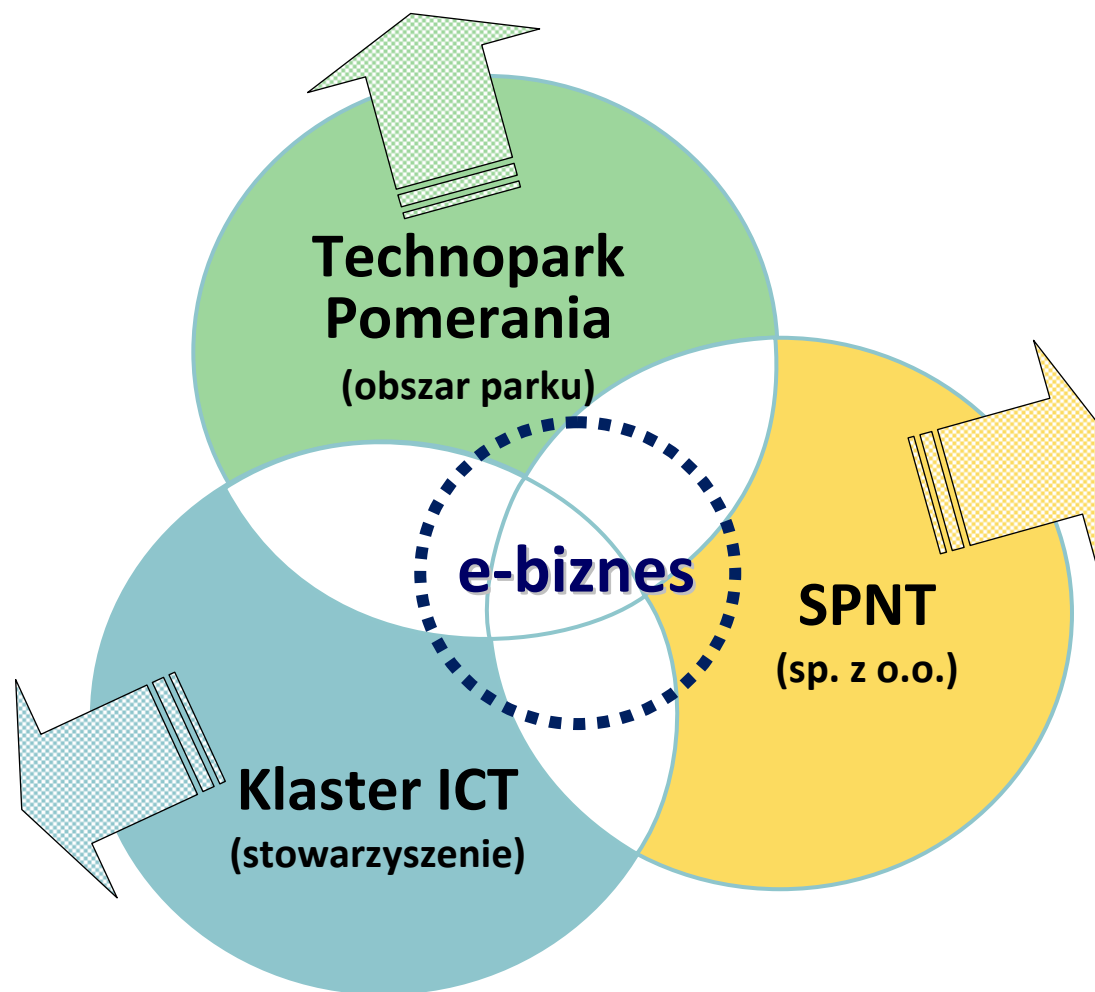 Technopark
Pomerania
(obszar parku)
e-biznes
SPNT
(sp. z o.o.)
Klaster ICT
(stowarzyszenie)